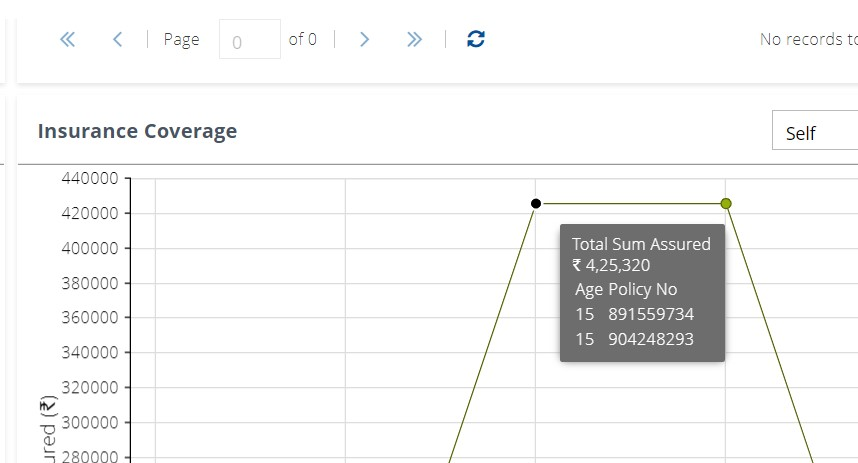 Page 0 of 0 No records
Insurance Coverage
Self
440000
420000
400000
380000
360000
340000
320000
300000
280000
(₹)
Total Sum Assured
₹ 4,25,320
Age Policy No
15 891559734
15 904248293